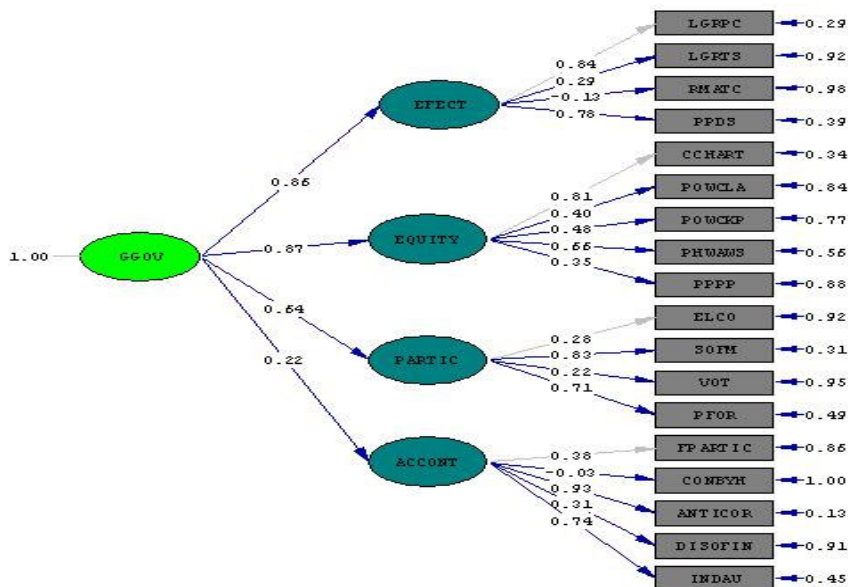 LGRPC 0.29
0.84 LGRTS 0.92
0.29
EFECT -0.13 RMATC 0.98
0.78
PPDS 0.39
CCHART 0.34
0.86
0.81 POWCLA 0.84
0.40
EQUITY 0.48 POWCKP 0.77
0.87
0.66 PHWAWS 0.56
1.00 GGOV
0.35
PPPP 0.88
0.64
ELCO 0.92
0.28
SOFM 0.31
0.22 PARTIC 0.83
0.22 VOT 0.95
0.71
PFOR 0.49
FPARTIC 0.86
0.38
ACCONT -0.03 CONBYH 1.00
0.93
0.31 ANTICOR 0.13
0.74
DISOFIN 0.91
INDAU 0.45